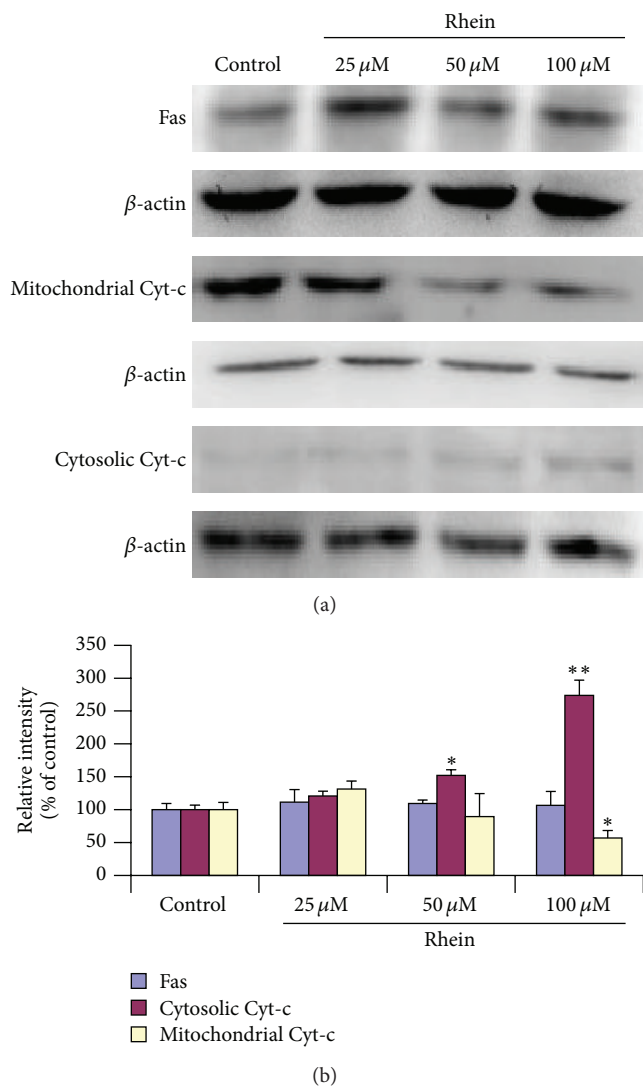 Rhein
Control 25 μM 50 μM 100 μM
Fas
β-actin
Mitochondrial Cyt-c
β-actin
Cytosolic Cyt-c
β-actin
(a)
350
300
250
200
150
100
50
0
Relative intensity
(% of control)
*
**
*
Control 25 μM 50 μM 100 μM
Rhein
Fas
Cytosolic Cyt-c
Mitochondrial Cyt-c
(b)